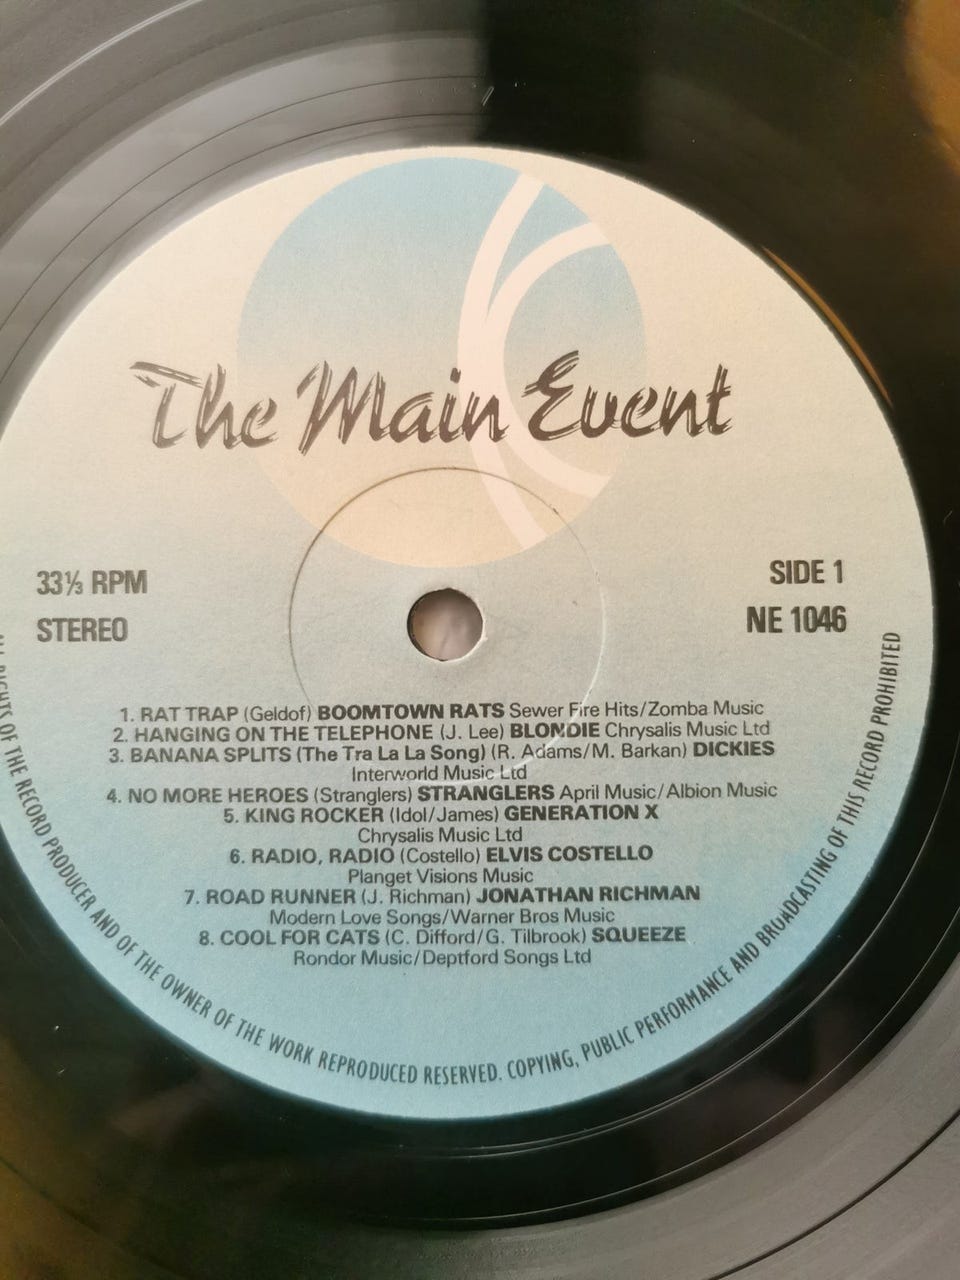 The Main Event
33⅓ RPM
STEREO
SIDE 1
NE 1046
1. RAT TRAP (Geldof) BOOMTOWN RATS Sewer Fire Hits/Zomba Music
2. HANGING ON THE TELEPHONE (J. Lee) BLONDIE Chrysalis Music Ltd
3. BANANA SPLITS (The Tra La La Song) (R. Adams/M. Barkan) DICKIES
Interworld Music Ltd
4. NO MORE HEROES (Stranglers) STRANGLERS April Music/Albion Music
5. KING ROCKER (Idol/James) GENERATION X
Chrysalis Music Ltd
6. RADIO, RADIO (Costello) ELVIS COSTELLO
Planget Visions Music
7. ROAD RUNNER (J. Richman) JONATHAN RICHMAN
Modern Love Songs/Warner Bros Music
8. COOL FOR CATS (C. Difford/G. Tilbrook) SQUEEZE
Rondor Music/Deptford Songs Ltd
RIGHTS OF THE RECORD PRODUCER AND OF THE OWNER OF THE WORK REPRODUCED RESERVED. COPYING, PUBLIC PERFORMANCE AND BROADCASTING OF THIS RECORD PROHIBITED